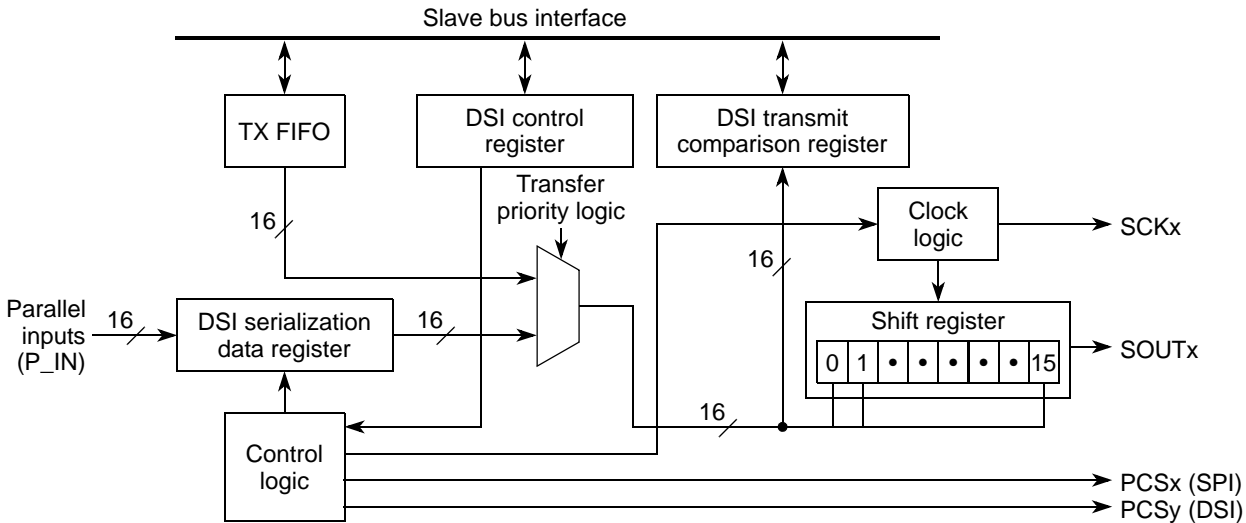 Slave bus interface
TX FIFO
DSI control
register
DSI transmit
comparison register
Transfer
priority logic
16
Clock
logic
SCKx
16
Parallel
inputs
(P_IN)
16
DSI serialization
data register
16
Shift register
0 1 • • • • • 15
SOUTx
16
Control
logic
PCSx (SPI)
PCSy (DSI)